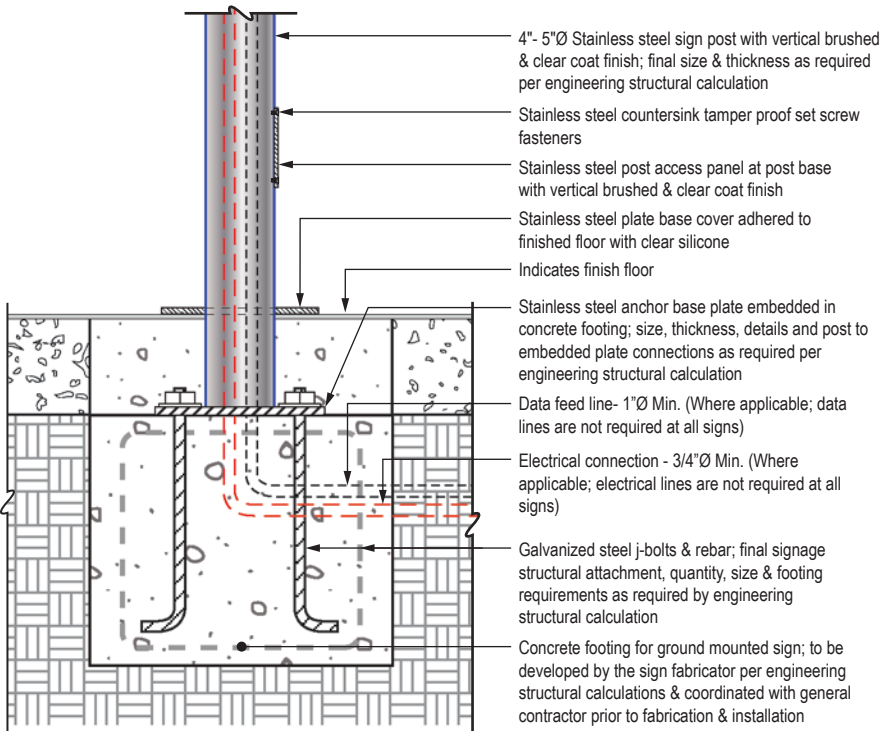 4"- 5"Ø Stainless steel sign post with vertical brushed
& clear coat finish; final size & thickness as required
per engineering structural calculation
Stainless steel countersink tamper proof set screw
fasteners
Stainless steel post access panel at post base
with vertical brushed & clear coat finish
Stainless steel plate base cover adhered to
finished floor with clear silicone
Indicates finish floor
Stainless steel anchor base plate embedded in
concrete footing; size, thickness, details and post to
embedded plate connections as required per
engineering structural calculation
Data feed line- 1”Ø Min. (Where applicable; data
lines are not required at all signs)
Electrical connection - 3/4”Ø Min. (Where
applicable; electrical lines are not required at all
signs)
Galvanized steel j-bolts & rebar; final signage
structural attachment, quantity, size & footing
requirements as required by engineering
structural calculation
Concrete footing for ground mounted sign; to be
developed by the sign fabricator per engineering
structural calculations & coordinated with general
contractor prior to fabrication & installation